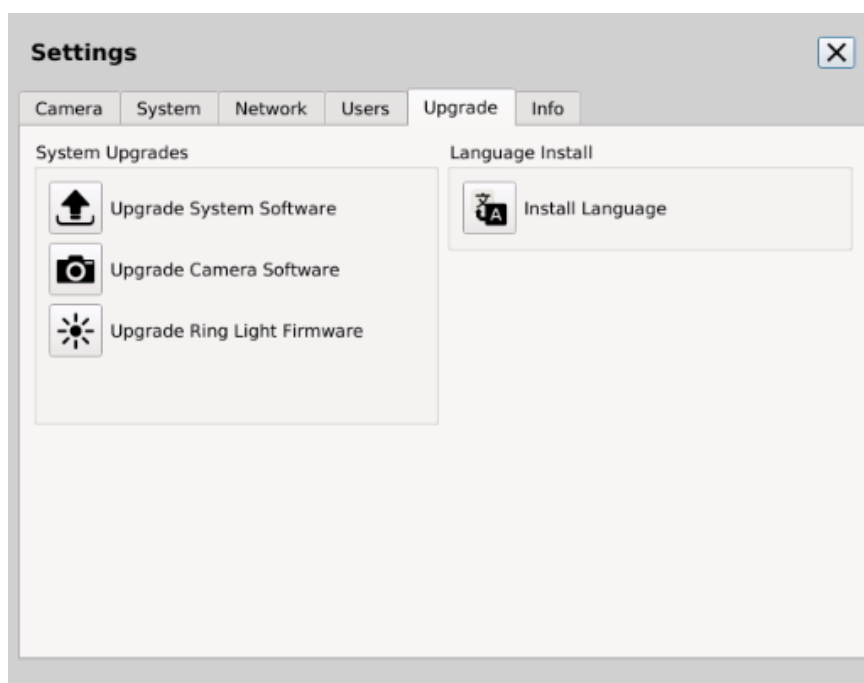 Settings
Camera System Network Users Upgrade Info
System Upgrades
Upgrade System Software
Upgrade Camera Software
Upgrade Ring Light Firmware
Language Install
Install Language